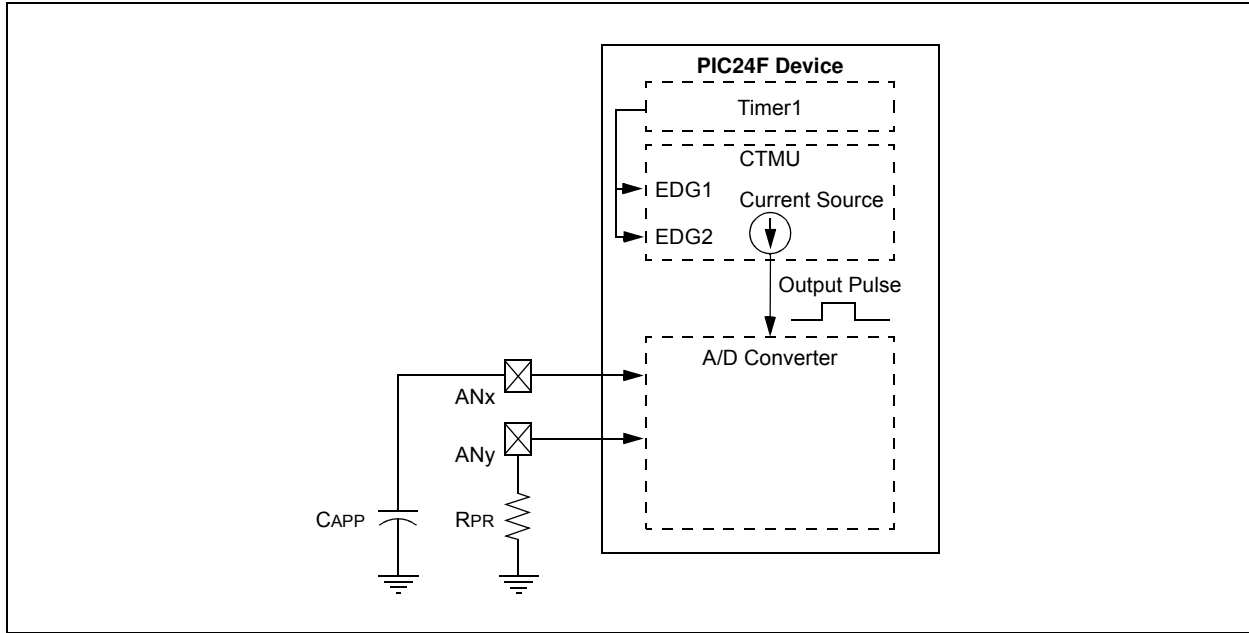 PIC24F Device
Timer1
CTMU
EDG1
Current Source
EDG2
Output Pulse
A/D Converter
ANx
ANy
CAPP
RPR